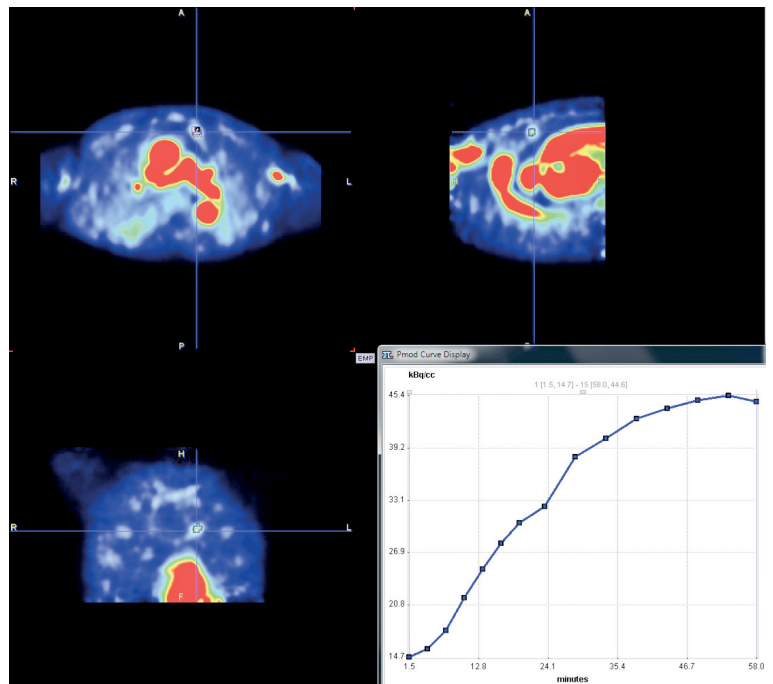 A
A
R
L
P
EMP
Pmod Curve Display
kBq/cc
1 [1.5, 14.7] - 15 [58.0, 44.6]
45.4
39.2
33.1
26.9
20.8
14.7
1.5 12.8 24.1 35.4 46.7 58.0
minutes
H
R
L
F